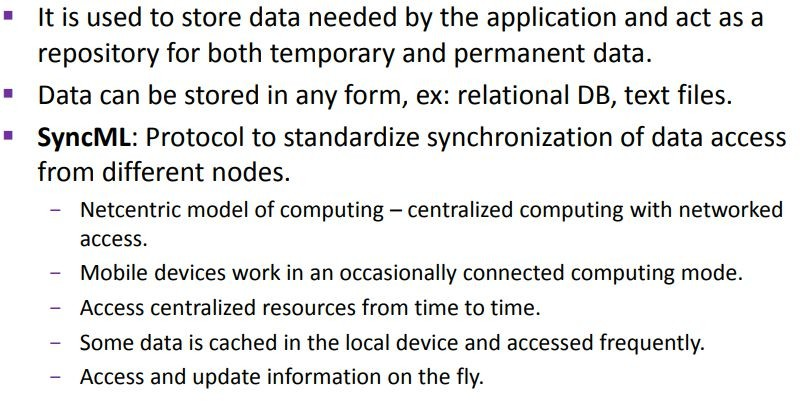 ▪ It is used to store data needed by the application and act as a
repository for both temporary and permanent data.
▪ Data can be stored in any form, ex: relational DB, text files.
▪ SyncML: Protocol to standardize synchronization of data access
from different nodes.
– Netcentric model of computing – centralized computing with networked
access.
– Mobile devices work in an occasionally connected computing mode.
– Access centralized resources from time to time.
– Some data is cached in the local device and accessed frequently.
– Access and update information on the fly.